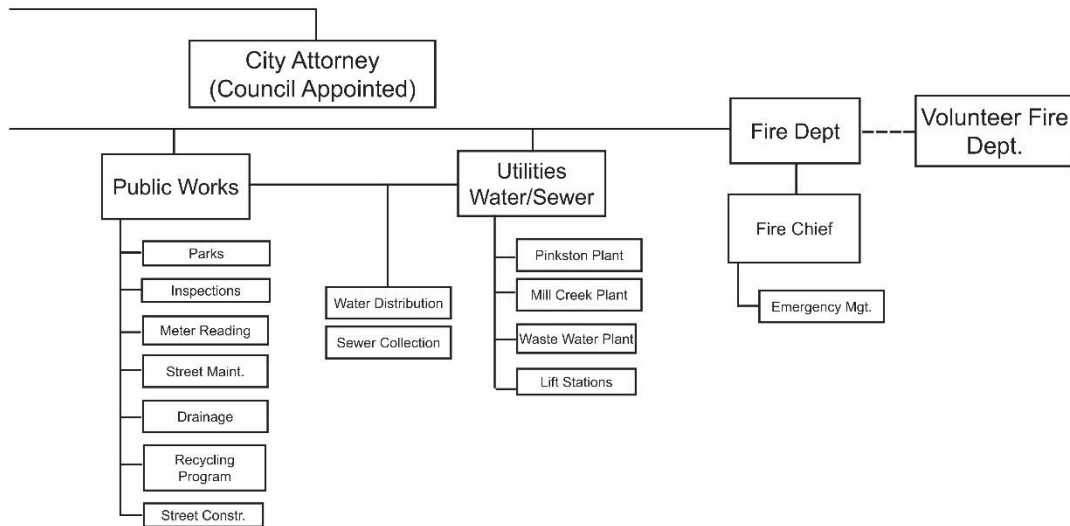 City Attorney
(Council Appointed)
Fire Dept
Volunteer Fire
Dept.
Public Works
Utilities
Water/Sewer
Fire Chief
Parks
Inspections
Meter Reading
Street Maint.
Drainage
Recycling
Program
Street Constr.
Water Distribution
Sewer Collection
Pinkston Plant
Mill Creek Plant
Waste Water Plant
Lift Stations
Emergency Mgt.